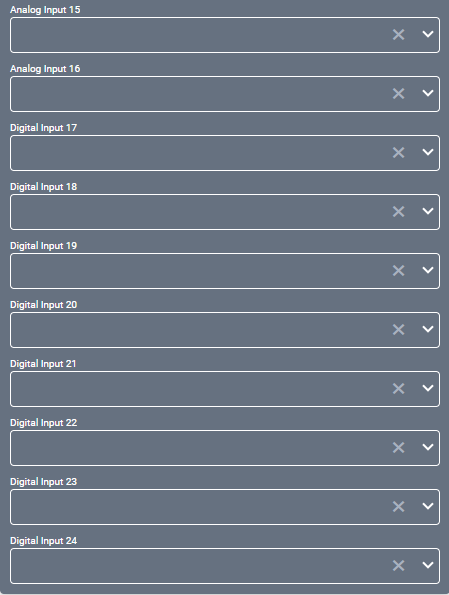 Analog Input 15
Analog Input 16
Digital Input 17
Digital Input 18
Digital Input 19
Digital Input 20
Digital Input 21
Digital Input 22
Digital Input 23
Digital Input 24